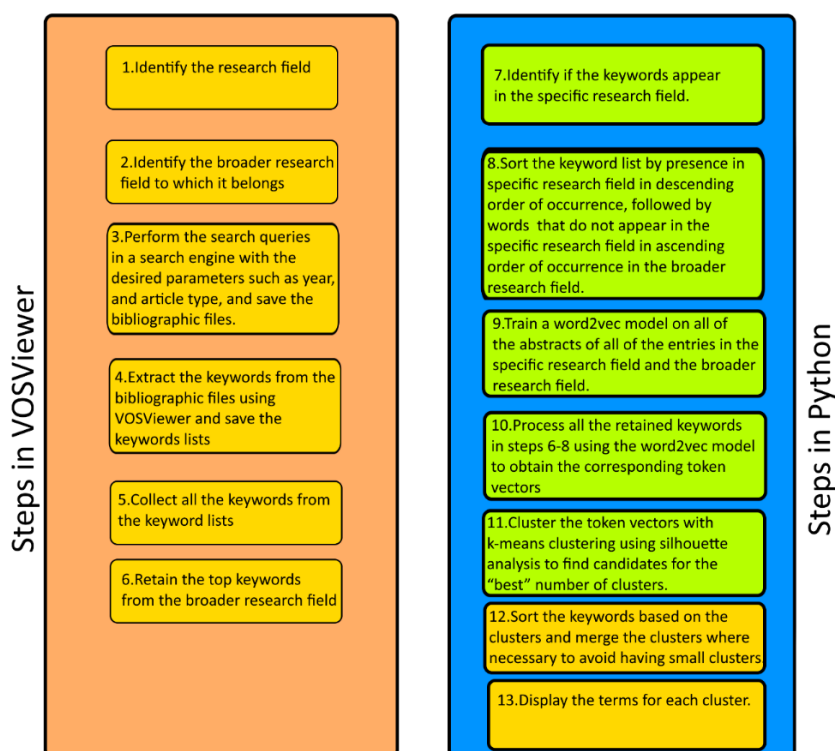 Steps in VOSViewer
1.Identify the research field
2.Identify the broader research
field to which it belongs
3.Perform the search queries
in a search engine with the
desired parameters such as year,
and article type, and save the
bibliographic files.
4.Extract the keywords from the
bibliographic files using
VOSViewer and save the
keywords lists
5.Collect all the keywords from
the keyword lists
6.Retain the top keywords
from the broader research field
Steps in Python
7.Identify if the keywords appear
in the specific research field.
8.Sort the keyword list by presence in
specific research field in descending
order of occurrence, followed by
words that do not appear in the
specific research field in ascending
order of occurrence in the broader
research field.
9.Train a word2vec model on all of
the abstracts of all of the entries in the
specific research field and the broader
research field.
10.Process all the retained keywords
in steps 6-8 using the word2vec model
to obtain the corresponding token
vectors
11.Cluster the token vectors with
k-means clustering using silhouette
analysis to find candidates for the
“best” number of clusters.
12.Sort the keywords based on the
clusters and merge the clusters where
necessary to avoid having small clusters.
13.Display the terms for each cluster.